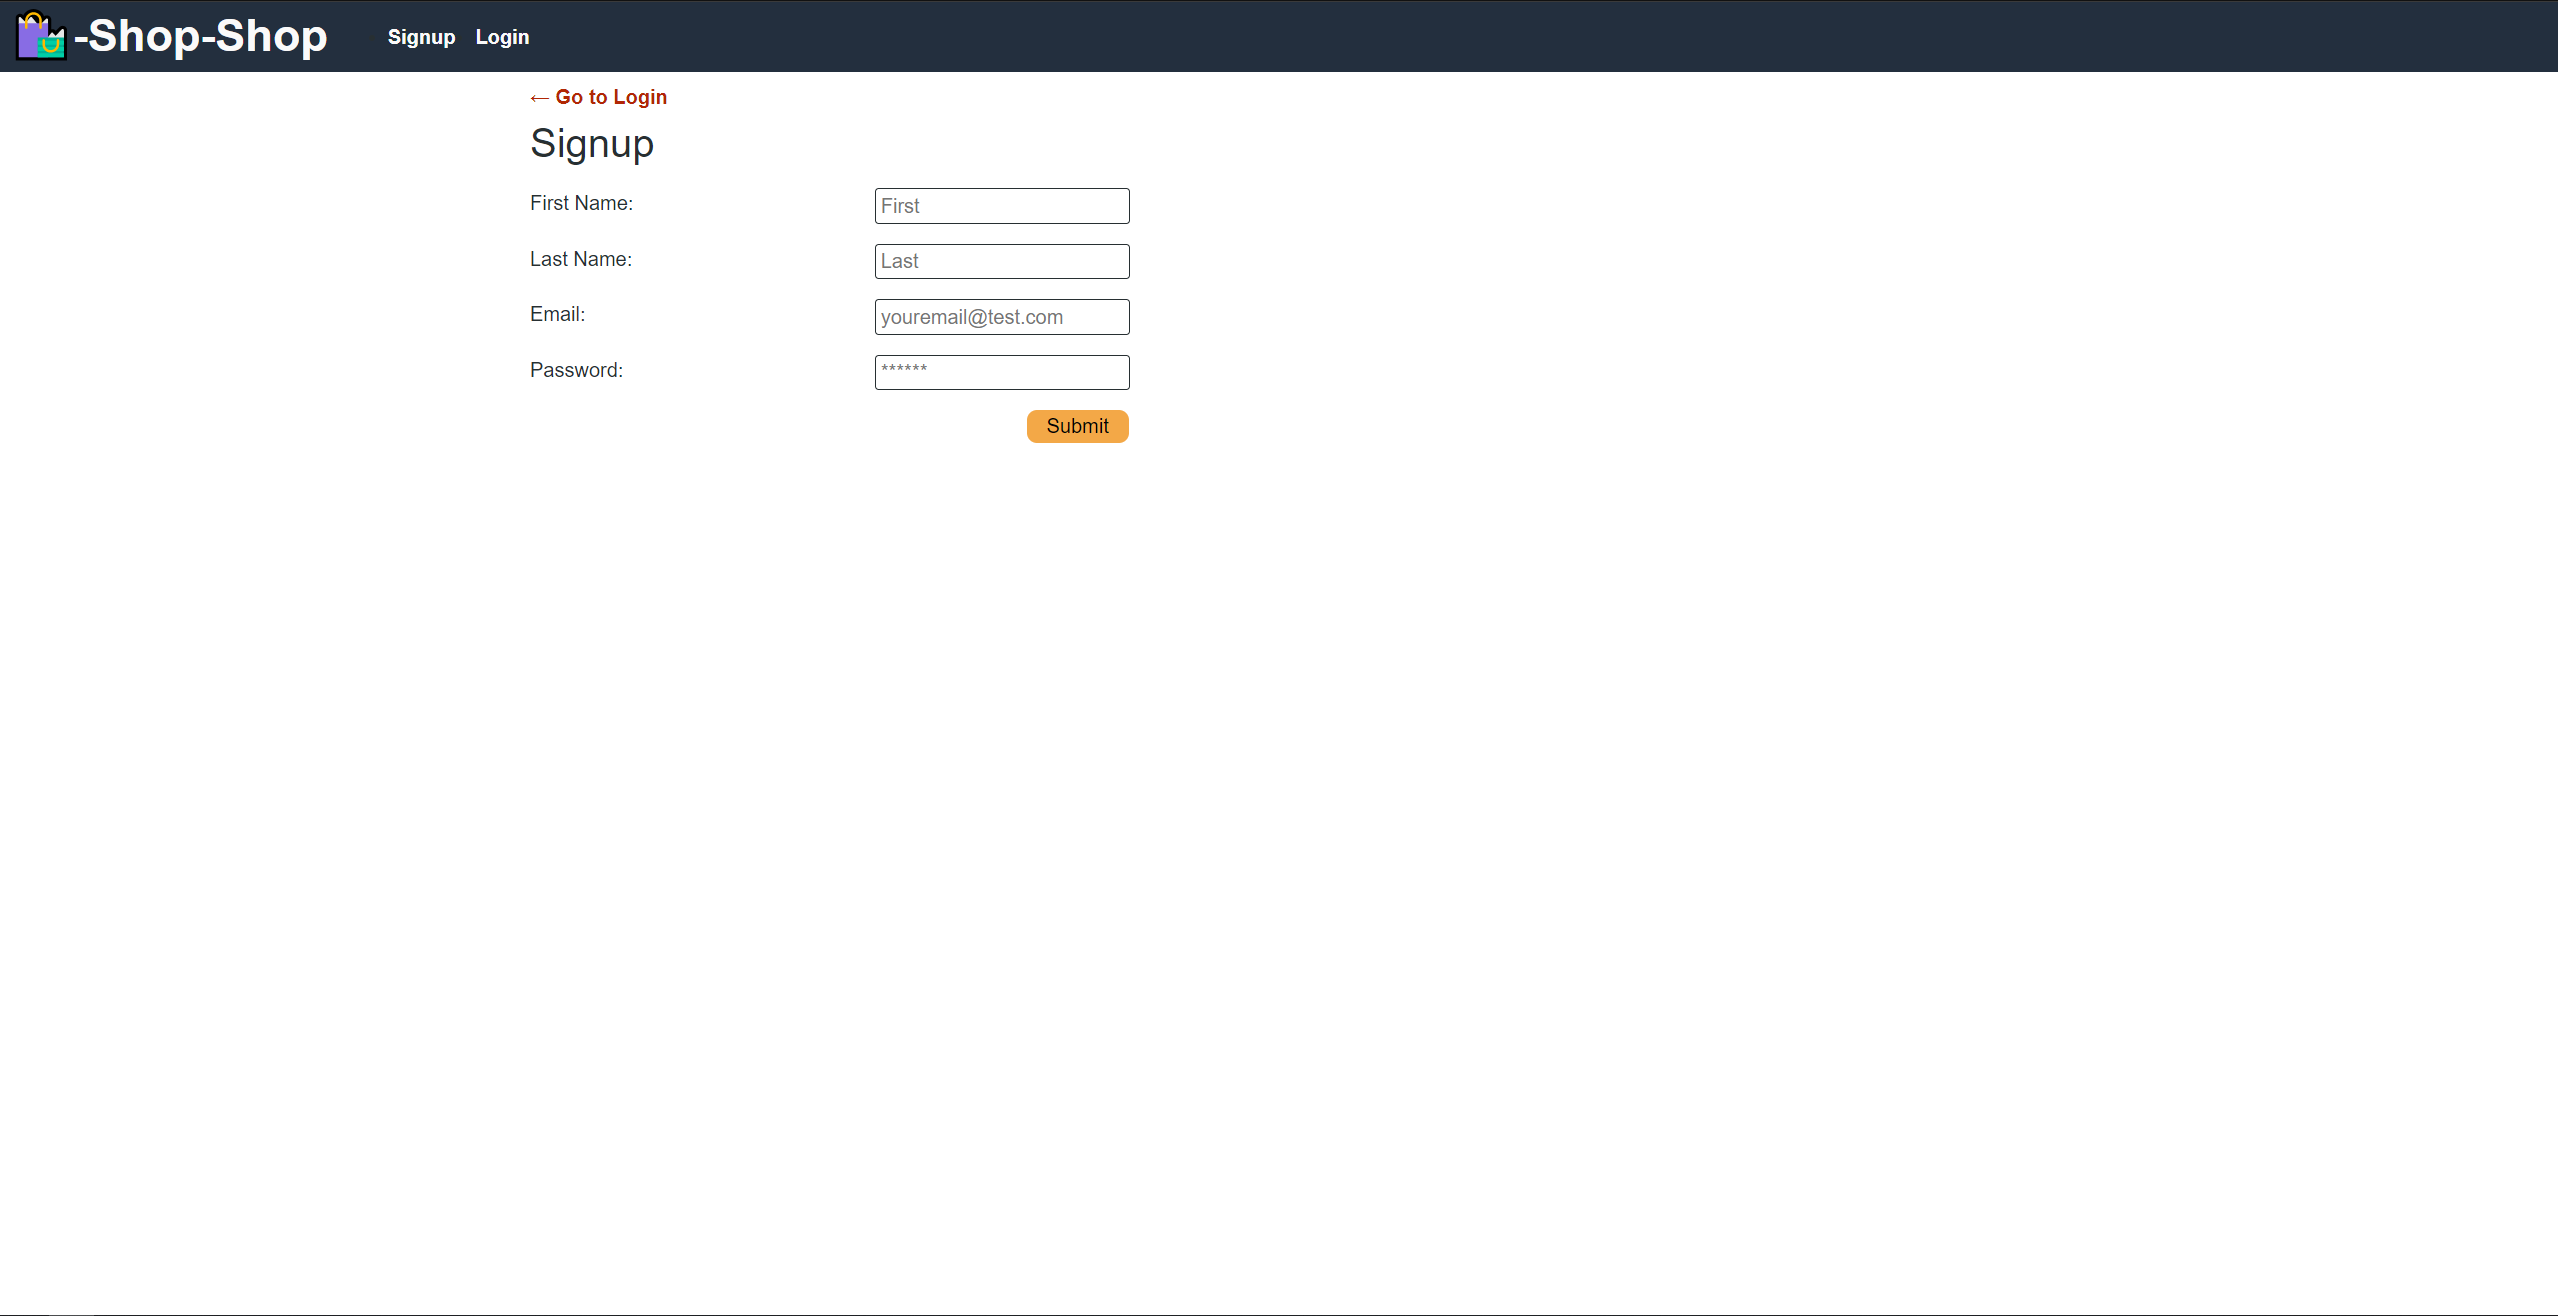 -Shop-Shop Signup Login
← Go to Login
Signup
First Name: First
Last Name: Last
Email: youremail@test.com
Password: ******
Submit